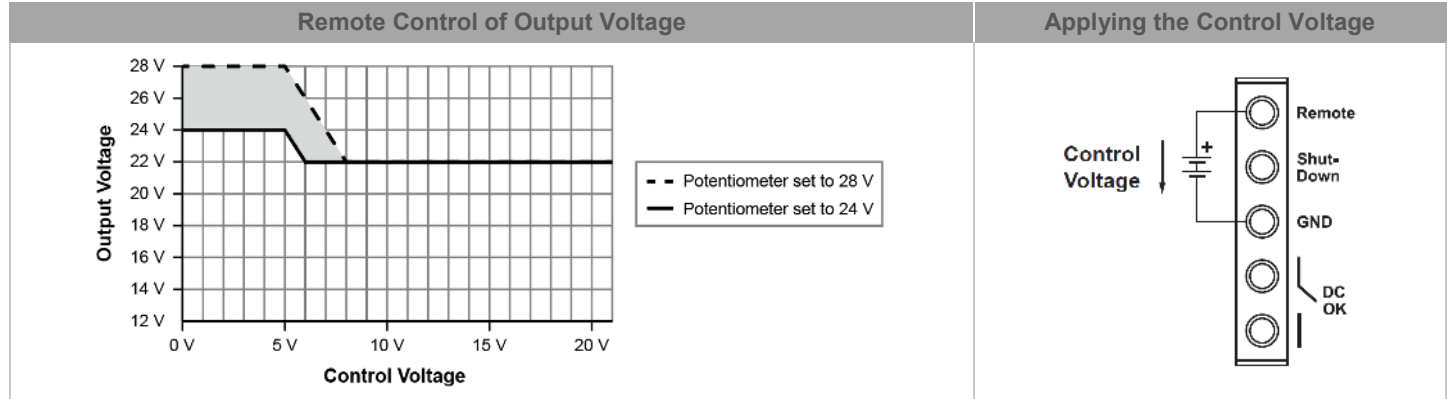 Remote Control of Output Voltage
Applying the Control Voltage
28 V
26 V
24 V
22 V
20 V
18 V
16 V
14 V
12 V
Output Voltage
0 V
5 V
10 V
15 V
20 V
Control Voltage
Potentiometer set to 28 V
Potentiometer set to 24 V
Control
Voltage
+
Remote
Shut-
Down
GND
DC
OK